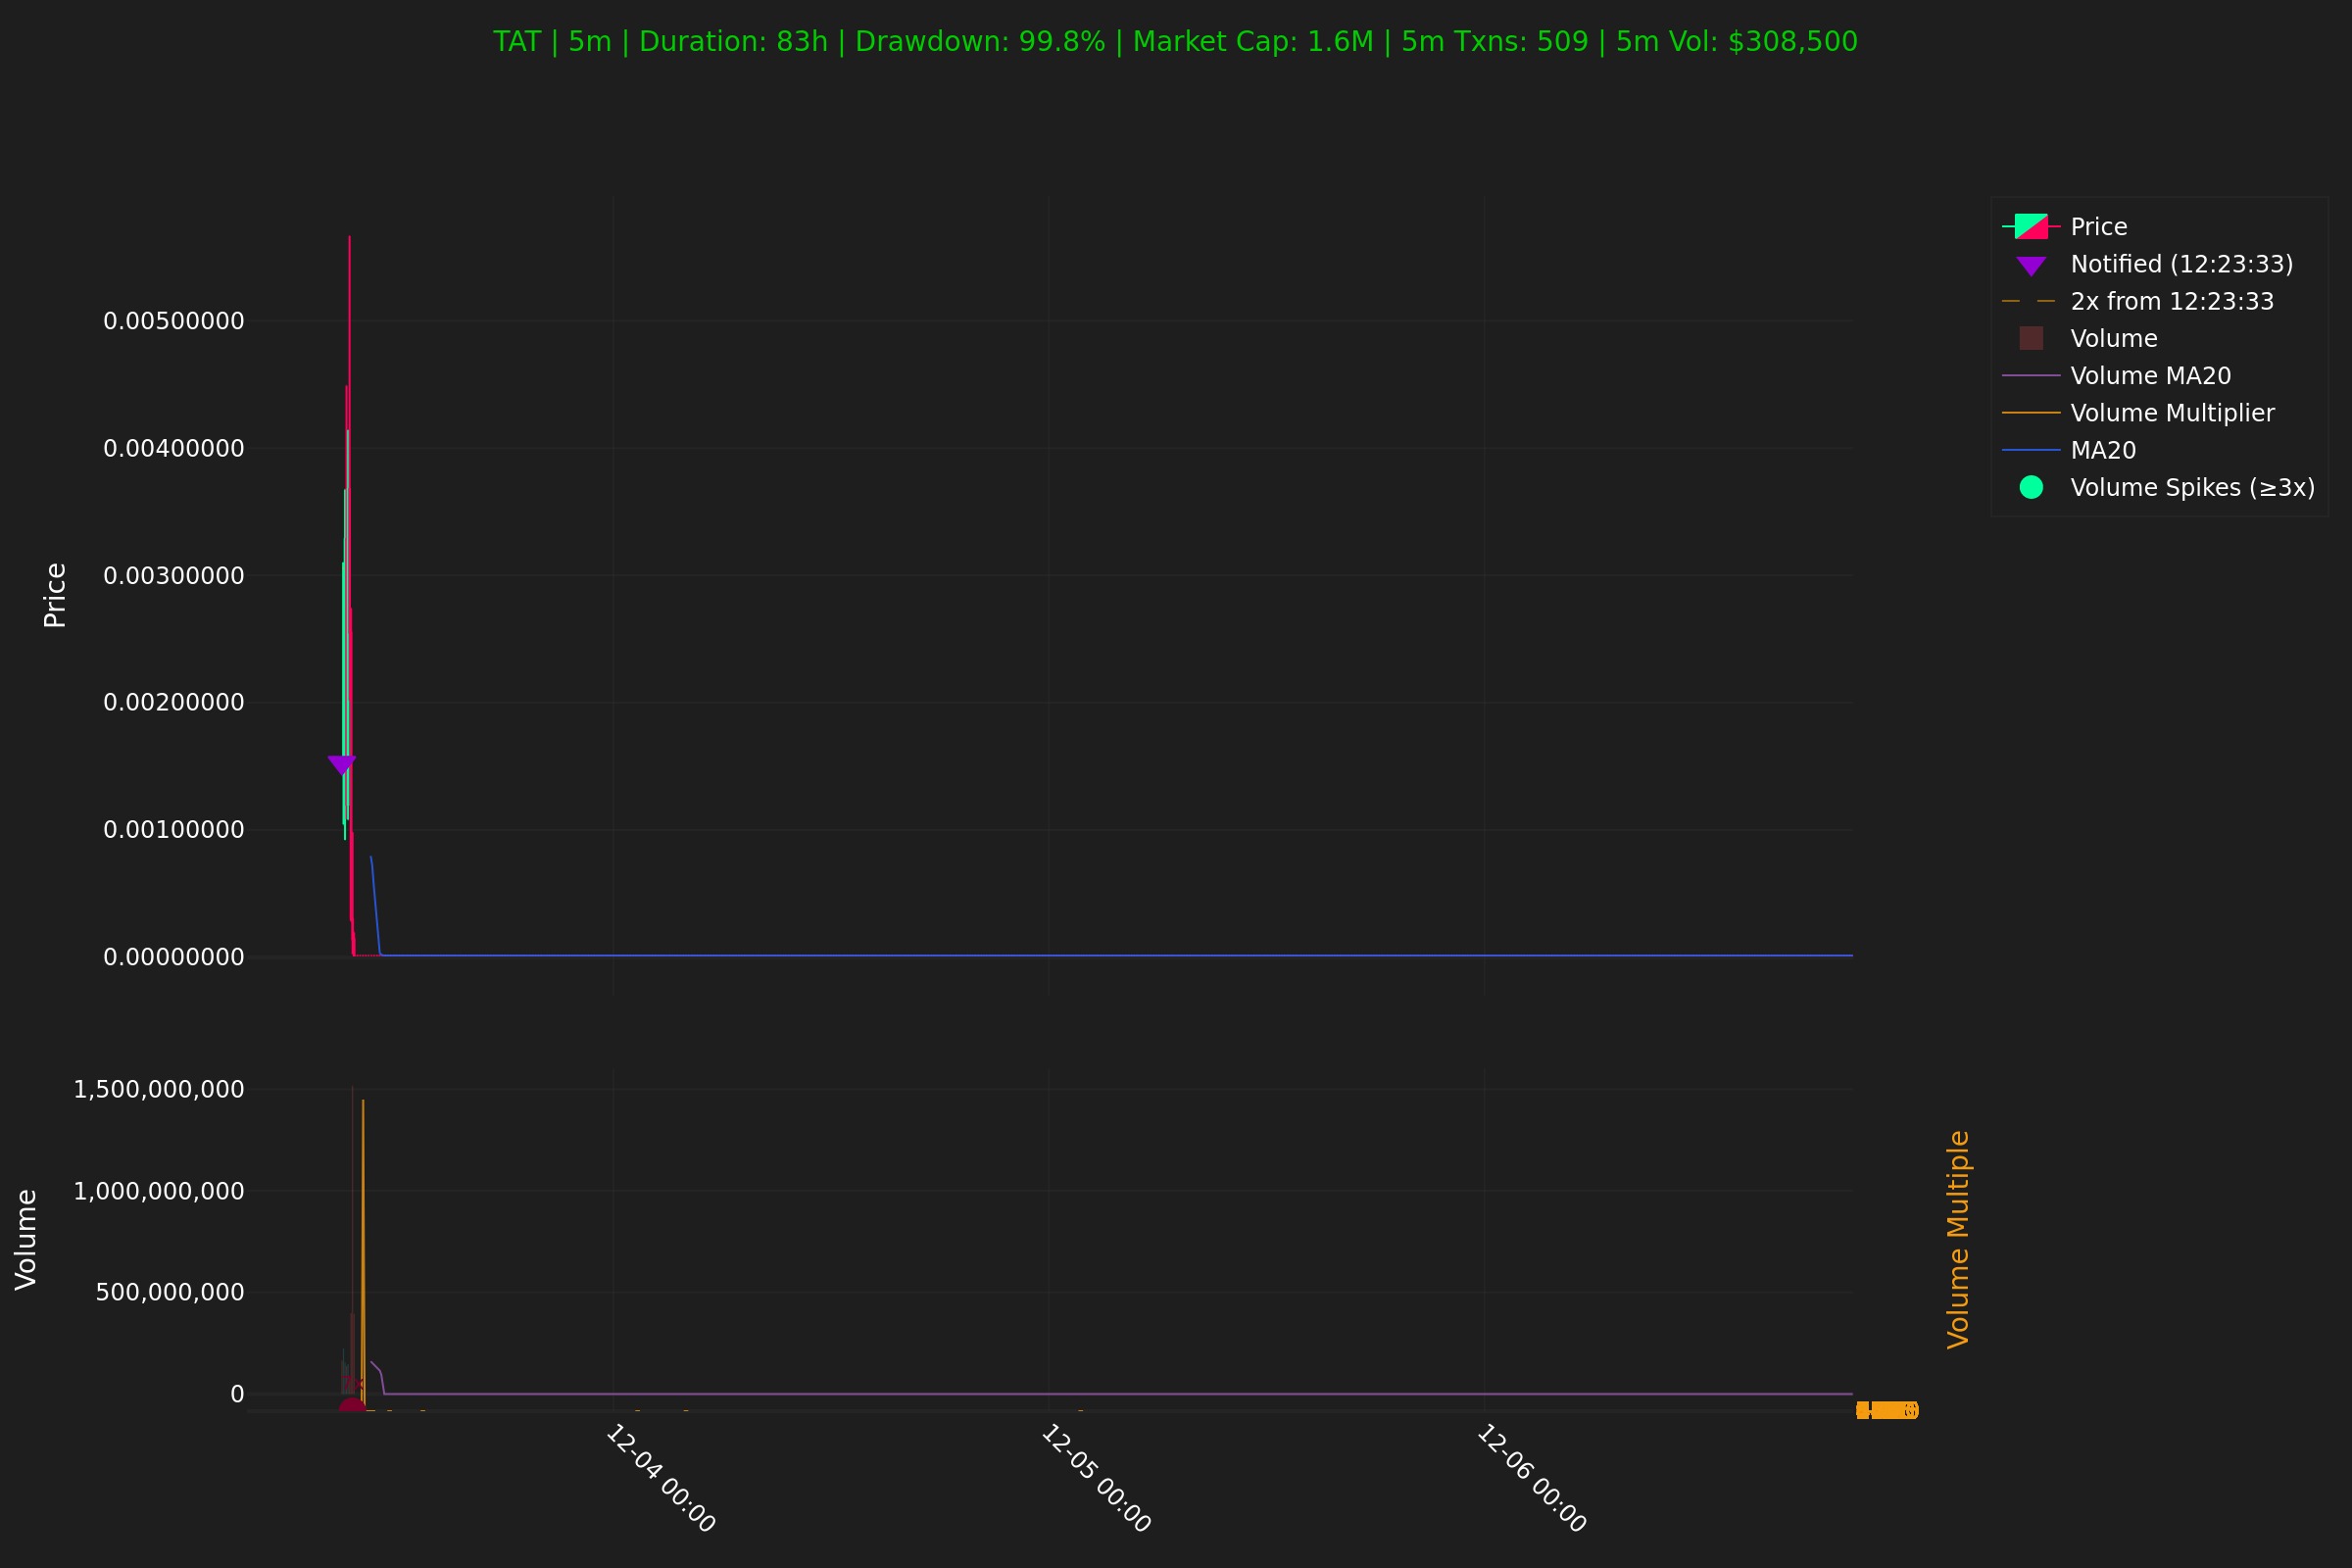 TAT | 5m | Duration: 83h | Drawdown: 99.8% | Market Cap: 1.6M | 5m Txns: 509 | 5m Vol: $308,500
Price
0.00500000
0.00400000
0.00300000
0.00200000
0.00100000
0.00000000
Price
Notified (12:23:33)
2x from 12:23:33
Volume
Volume MA20
Volume Multiplier
MA20
Volume Spikes (≥3x)
Volume
1,500,000,000
1,000,000,000
500,000,000
0
Volume Multiple
12-04 00:00
12-05 00:00
12-06 00:00